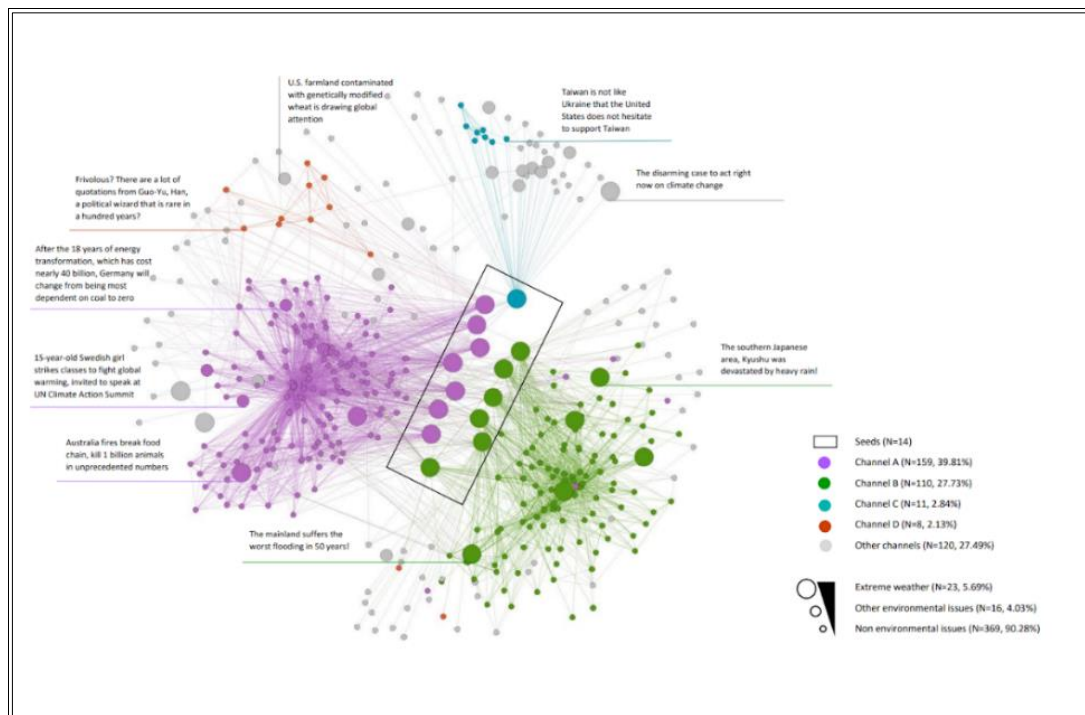 U.S. farmland contaminated
with genetically modified
wheat is drawing global
attention
Taiwan is not like
Ukraine that the United
States does not hesitate
to support Taiwan
The disarming case to act right
now on climate change
Frivolous? There are a lot of
quotations from Guo-Yu, Han,
a political wizard that is rare in
a hundred years?
After the 18 years of energy
transformation, which has cost
nearly 40 billion, Germany will
change from being most
dependent on coal to zero
15-year-old Swedish girl
strikes classes to fight global
warming, invited to speak at
UN Climate Action Summit
Australia fires break food
chain, kill 1 billion animals
in unprecedented numbers
The southern Japanese
area, Kyushu was
devastated by heavy rain!
The mainland suffers the
worst flooding in 50 years!
Seeds (N=14)
Channel A (N=159, 39.81%)
Channel B (N=110, 27.73%)
Channel C (N=11, 2.84%)
Channel D (N=8, 2.13%)
Other channels (N=120, 27.49%)
Extreme weather (N=23, 5.69%)
Other environmental issues (N=16, 4.03%)
Non environmental issues (N=369, 90.28%)